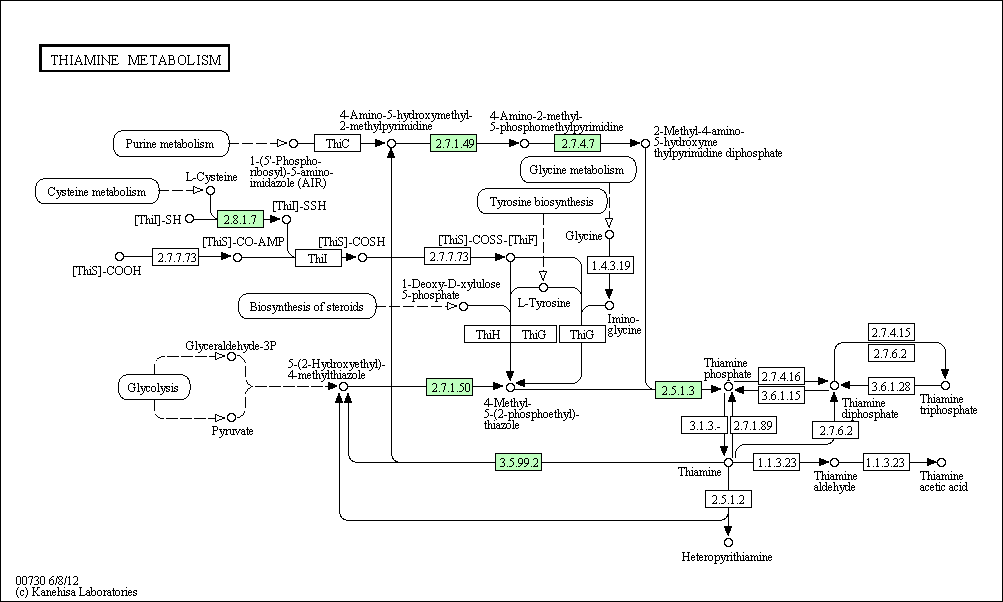 THIAMINE METABOLISM
4-Amino-5-hydroxymethyl-
2-methylpyrimidine
4-Amino-2-methyl-
5-phosphomethylpyrimidine
2-Methyl-4-amino-
5-hydroxyme
thylpyrimidine diphosphate
Purine metabolism
ThiC
2.7.1.49
2.7.4.7
1-(5'-Phospho-
ribosyl)-5-amino-
imidazole (AIR)
Glycine metabolism
L-Cysteine
Cysteine metabolism
Tyrosine biosynthesis
[ThiI]-SSH
[ThiI]-SH
2.8.1.7
Glycine
[ThiS]-CO-AMP
[ThiS]-COSH
[ThiS]-COSS-[ThiF]
2.7.7.73
ThiI
2.7.7.73
[ThiS]-COOH
1.4.3.19
1-Deoxy-D-xylulose
5-phosphate
L-Tyrosine
Biosynthesis of steroids
Imino-
glycine
ThiH
ThiG
ThiG
2.7.4.15
2.7.6.2
Glyceraldehyde-3P
5-(2-Hydroxyethyl)-
4-methylthiazole
Thiamine
phosphate
Glycolysis
2.7.1.50
2.5.1.3
2.7.4.16
3.6.1.15
3.6.1.28
4-Methyl-
5-(2-phosphoethyl)-
thiazole
Thiamine
diphosphate
Thiamine
triphosphate
Pyruvate
3.1.3.-
2.7.1.89
2.7.6.2
3.5.99.2
Thiamine
1.1.3.23
1.1.3.23
Thiamine
aldehyde
Thiamine
acetic acid
2.5.1.2
Heteropyrithiamine
00730 6/8/12
(c) Kanehisa Laboratories